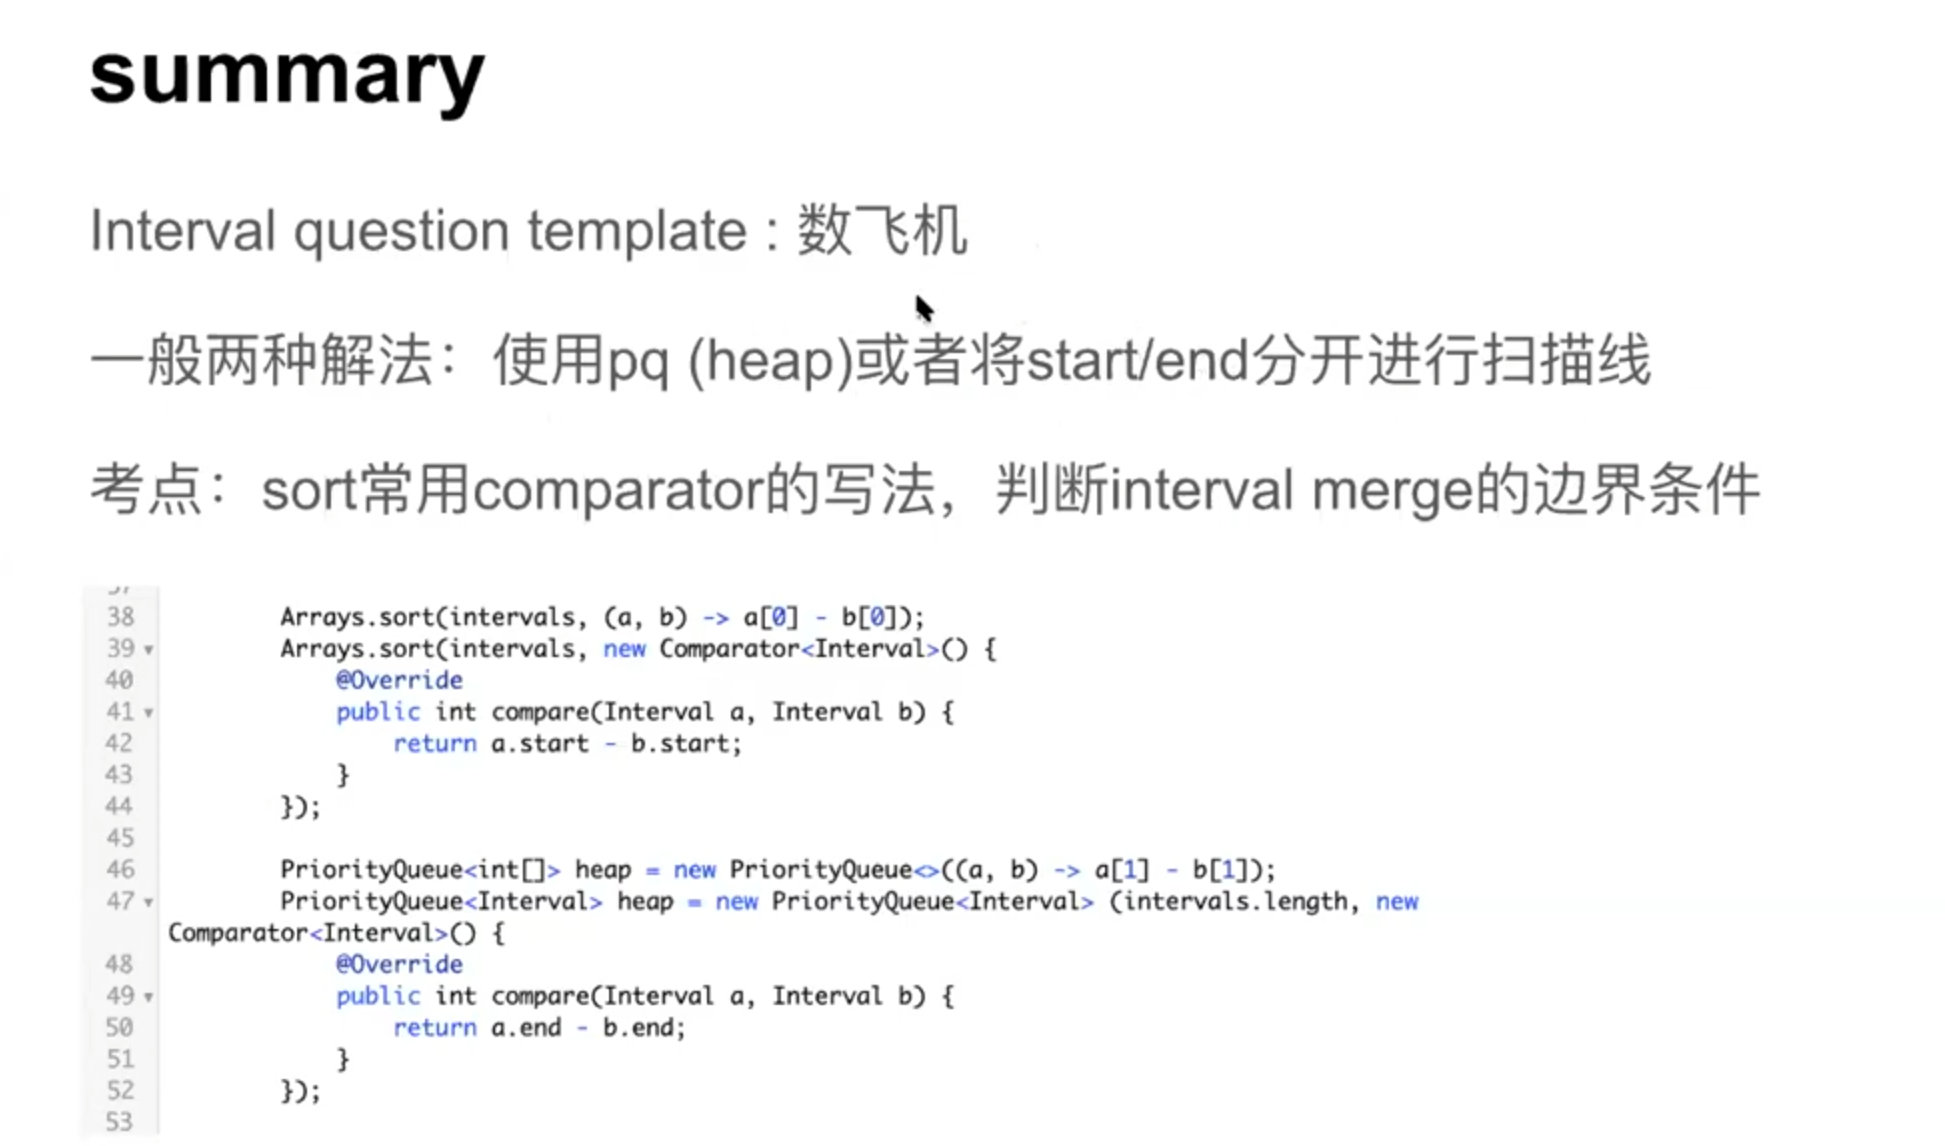 summary
Interval question template : 数飞机
一般两种解法：使用pq (heap)或者将start/end分开进行扫描线
考点：sort常用comparator的写法，判断interval merge的边界条件
38 Arrays.sort(intervals, (a, b) -> a[0] - b[0]);
39 Arrays.sort(intervals, new Comparator<Interval>() {
40 @Override
41 public int compare(Interval a, Interval b) {
42 return a.start - b.start;
43 }
44 });
45
46 PriorityQueue<int[]> heap = new PriorityQueue<>((a, b) -> a[1] - b[1]);
47 PriorityQueue<Interval> heap = new PriorityQueue<Interval> (intervals.length, new
Comparator<Interval>() {
48 @Override
49 public int compare(Interval a, Interval b) {
50 return a.end - b.end;
51 }
52 });
53